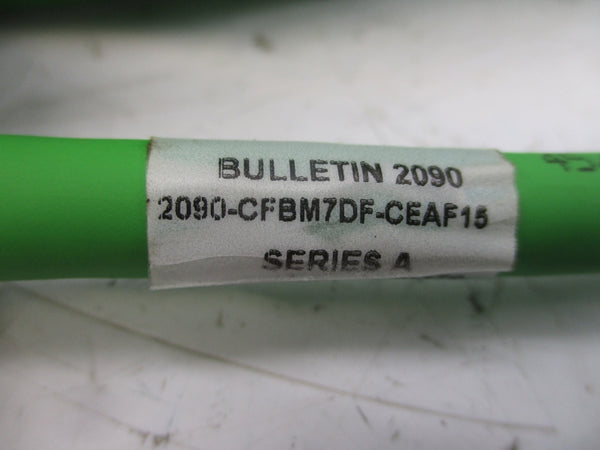 BULLETIN 2090
2090-CFBM7DF-CEAF15
SERIES A